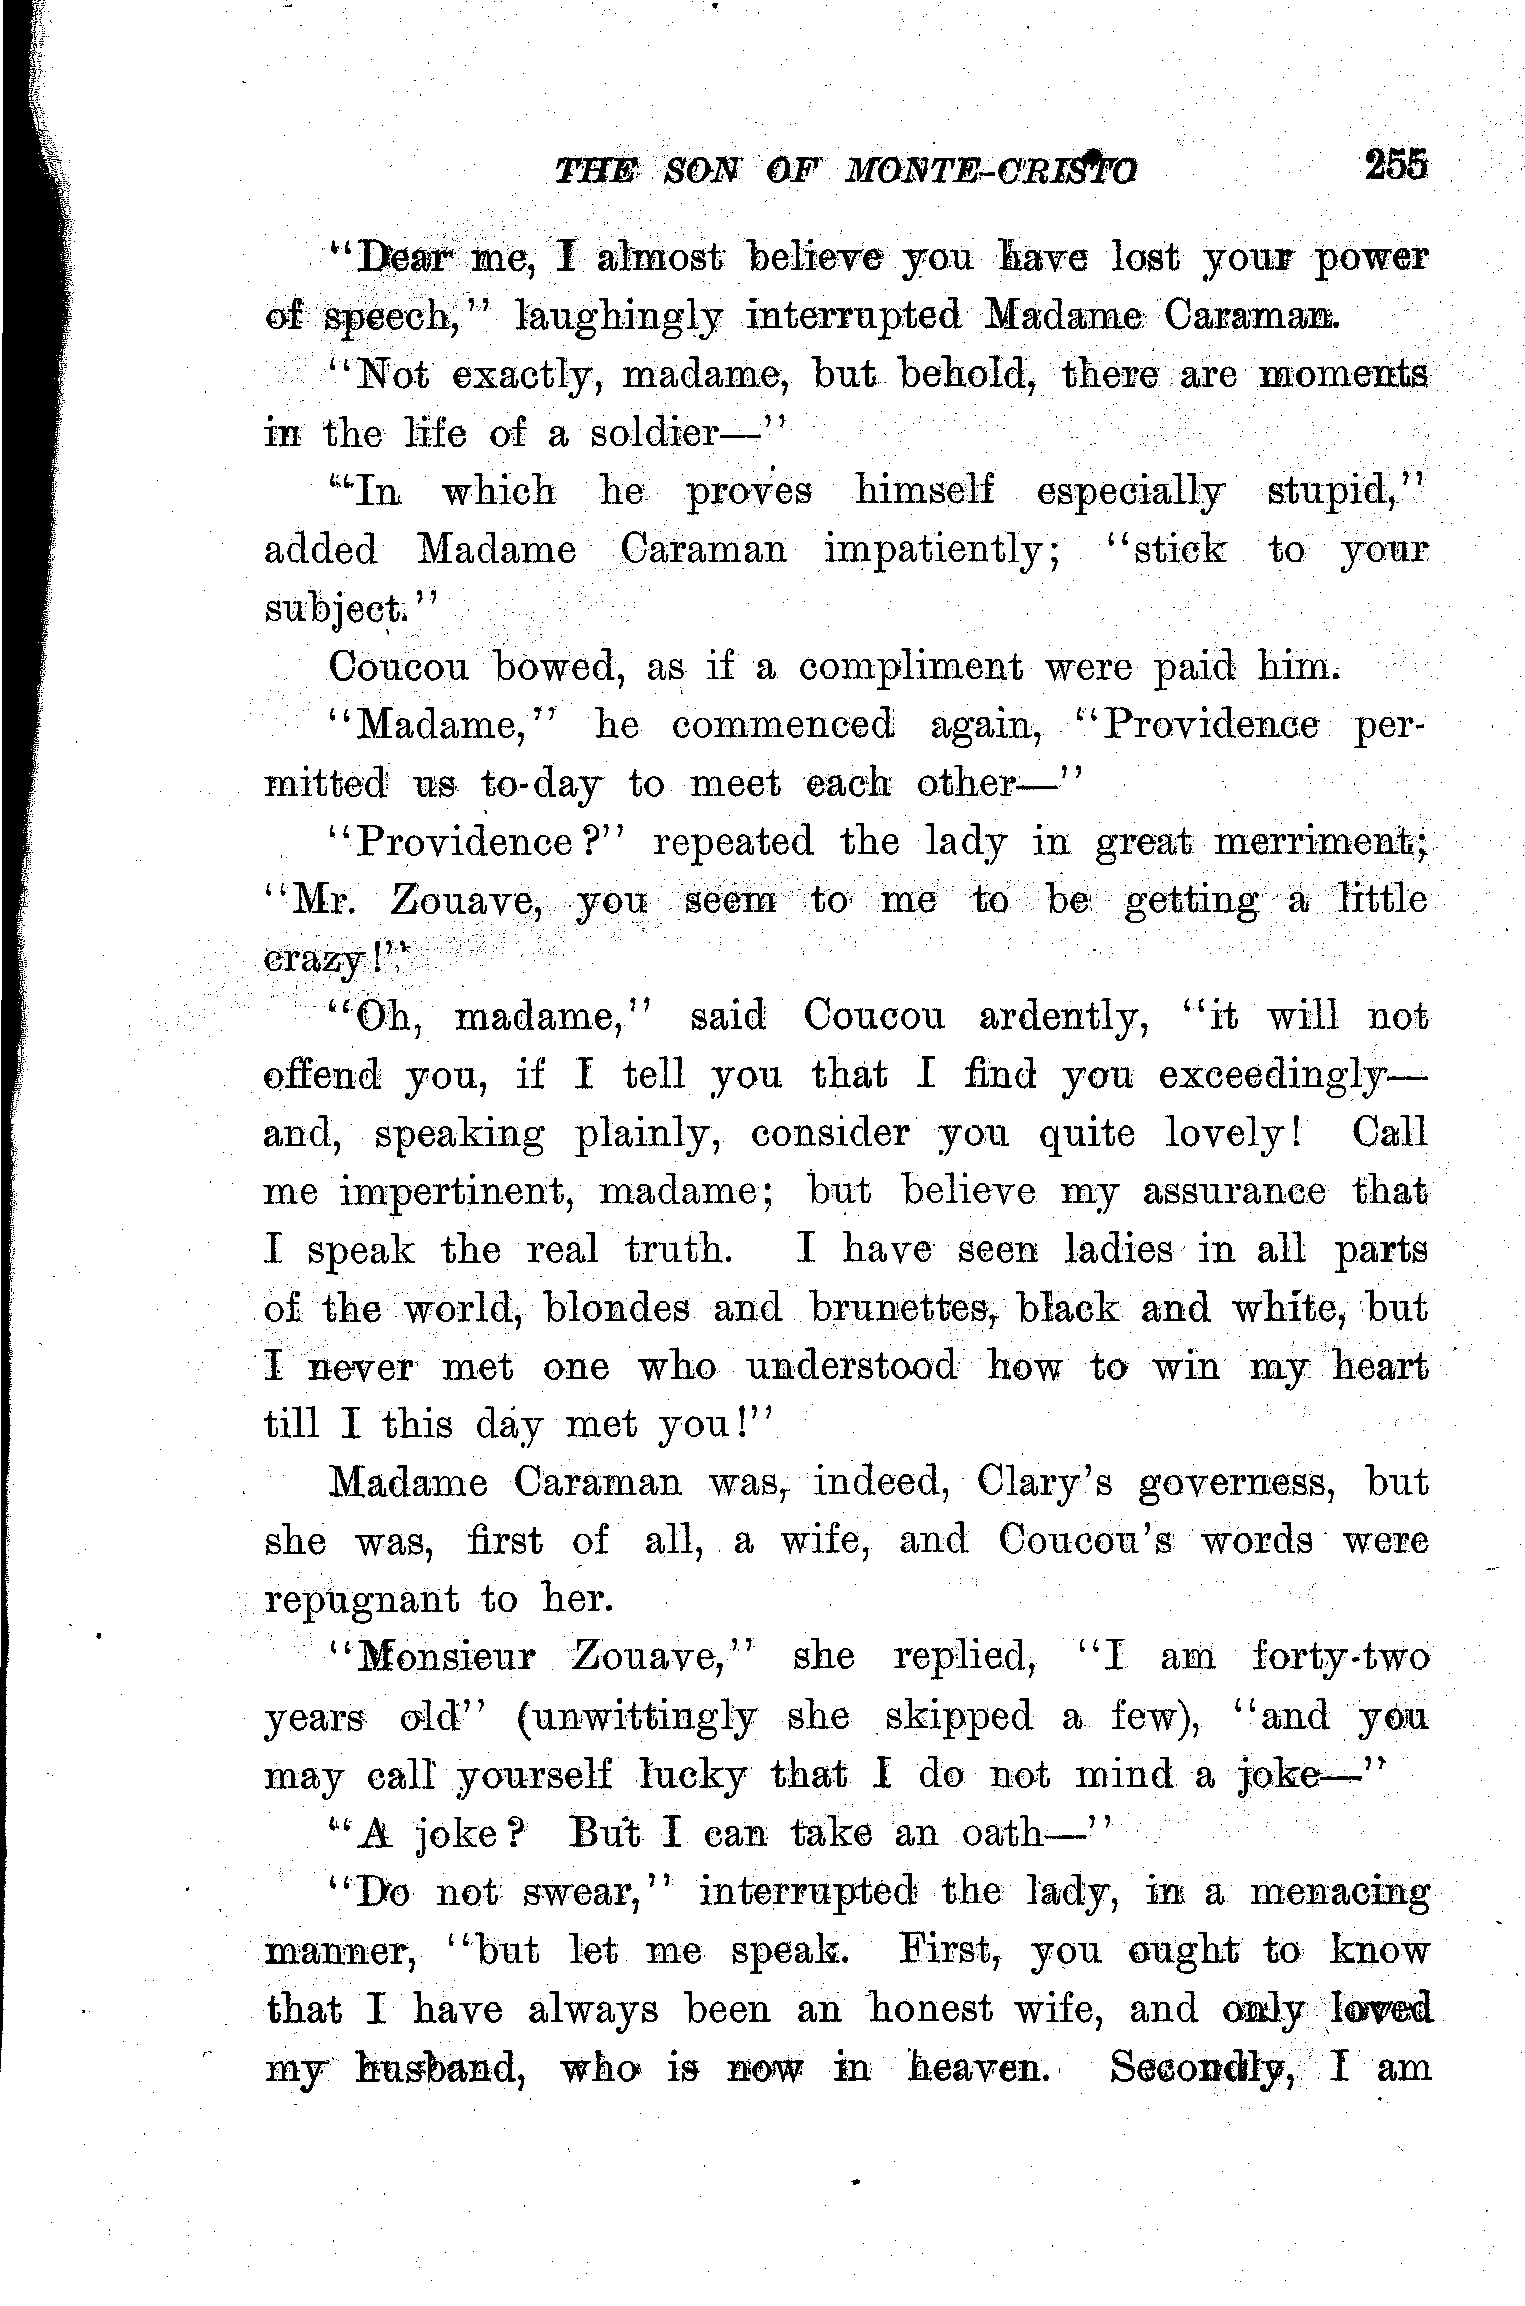 THE SON OF MONTE-CRISTO 255
"Dear me, I almost believe you have lost your power
of speech," laughingly interrupted Madame Caraman.
"Not exactly, madame, but behold, there are moments
in the life of a soldier—"
"In which he proves himself especially stupid,"
added Madame Caraman impatiently; "stick to your
subject."
Coucou bowed, as if a compliment were paid him.
"Madame," he commenced again, "Providence per-
mitted us to-day to meet each other—"
"Providence?" repeated the lady in great merriment;
"Mr. Zouave, you seem to me to be getting a little
crazy!"
"Oh, madame," said Coucou ardently, "it will not
offend you, if I tell you that I find you exceedingly—
and, speaking plainly, consider you quite lovely! Call
me impertinent, madame; but believe my assurance that
I speak the real truth. I have seen ladies in all parts
of the world, blondes and brunettes, black and white, but
I never met one who understood how to win my heart
till I this day met you!"
Madame Caraman was, indeed, Clary's governess, but
she was, first of all, a wife, and Coucou's words were
repugnant to her.
"Monsieur Zouave," she replied, "I am forty-two
years old" (unwittingly she skipped a few), "and you
may call yourself lucky that I do not mind a joke—"
"A joke? But I can take an oath—"
"Do not swear," interrupted the lady, in a menacing
manner, "but let me speak. First, you ought to know
that I have always been an honest wife, and only loved
my husband, who is now in heaven. Secondly, I am